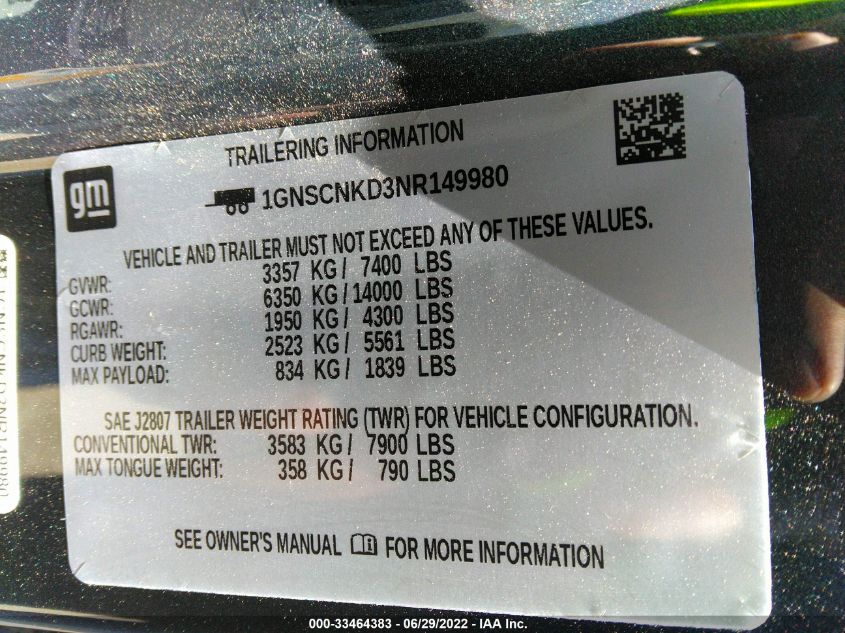 TRAILERING INFORMATION
gm
1GNSCNKD3NR149980
VEHICLE AND TRAILER MUST NOT EXCEED ANY OF THESE VALUES.
GVWR: 3357 KG / 7400 LBS
GCWR: 6350 KG / 14000 LBS
RGAWR: 1950 KG / 4300 LBS
CURB WEIGHT: 2523 KG / 5561 LBS
MAX PAYLOAD: 834 KG / 1839 LBS
SAE J2807 TRAILER WEIGHT RATING (TWR) FOR VEHICLE CONFIGURATION.
CONVENTIONAL TWR: 3583 KG / 7900 LBS
MAX TONGUE WEIGHT: 358 KG / 790 LBS
SEE OWNER'S MANUAL FOR MORE INFORMATION
1GNSCNKD3NR149980
000-33464383 - 06/29/2022 - IAA Inc.